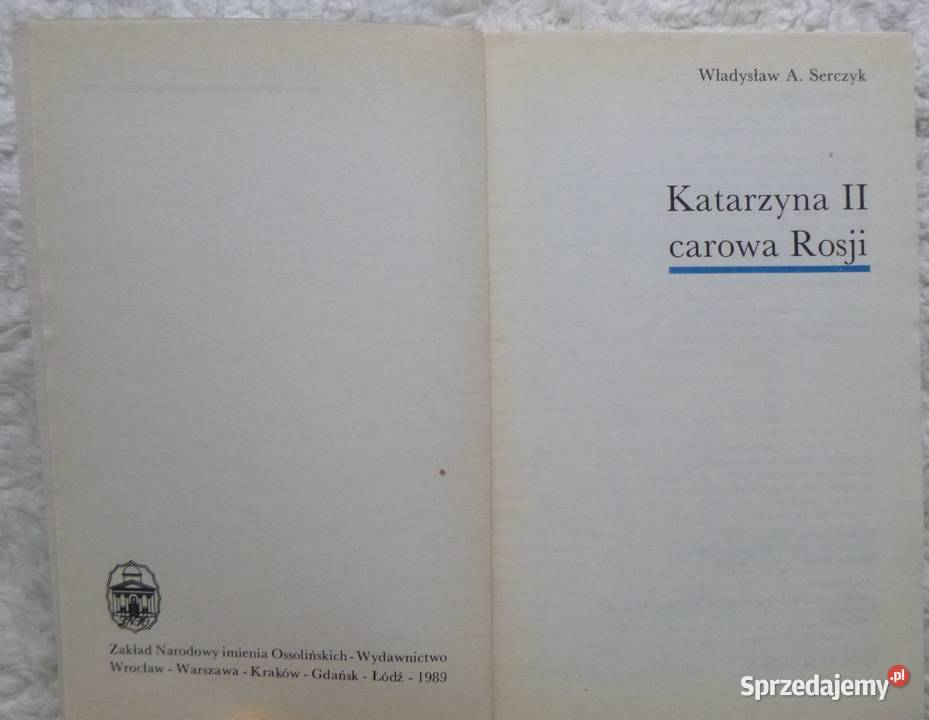 Zakład Narodowy imienia Ossolińskich - Wydawnictwo
Wrocław - Warszawa - Kraków - Gdańsk - Łódź - 1989
Władysław A. Serczyk
Katarzyna II
carowa Rosji
Sprzedajemy.pl